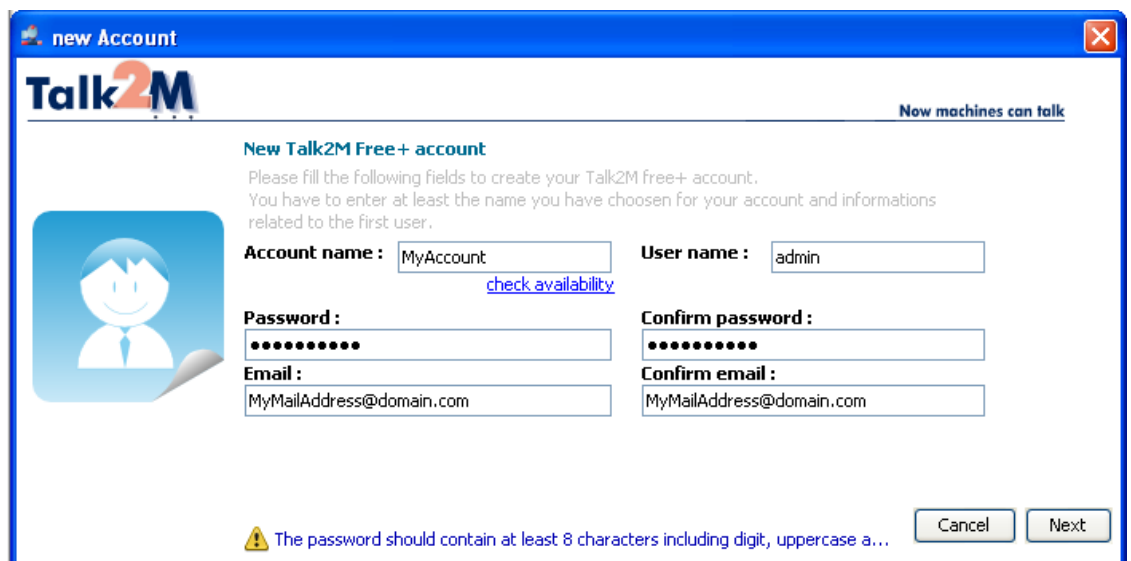 new Account
Talk2M
Now machines can talk
New Talk2M Free+ account
Please fill the following fields to create your Talk2M free+ account.
You have to enter at least the name you have choosen for your account and informations
related to the first user.
Account name : MyAccount User name : admin
check availability
Password : Confirm password :
•••••••••• ••••••••••
Email : Confirm email :
MyMailAddress@domain.com MyMailAddress@domain.com
Cancel Next
The password should contain at least 8 characters including digit, uppercase a...